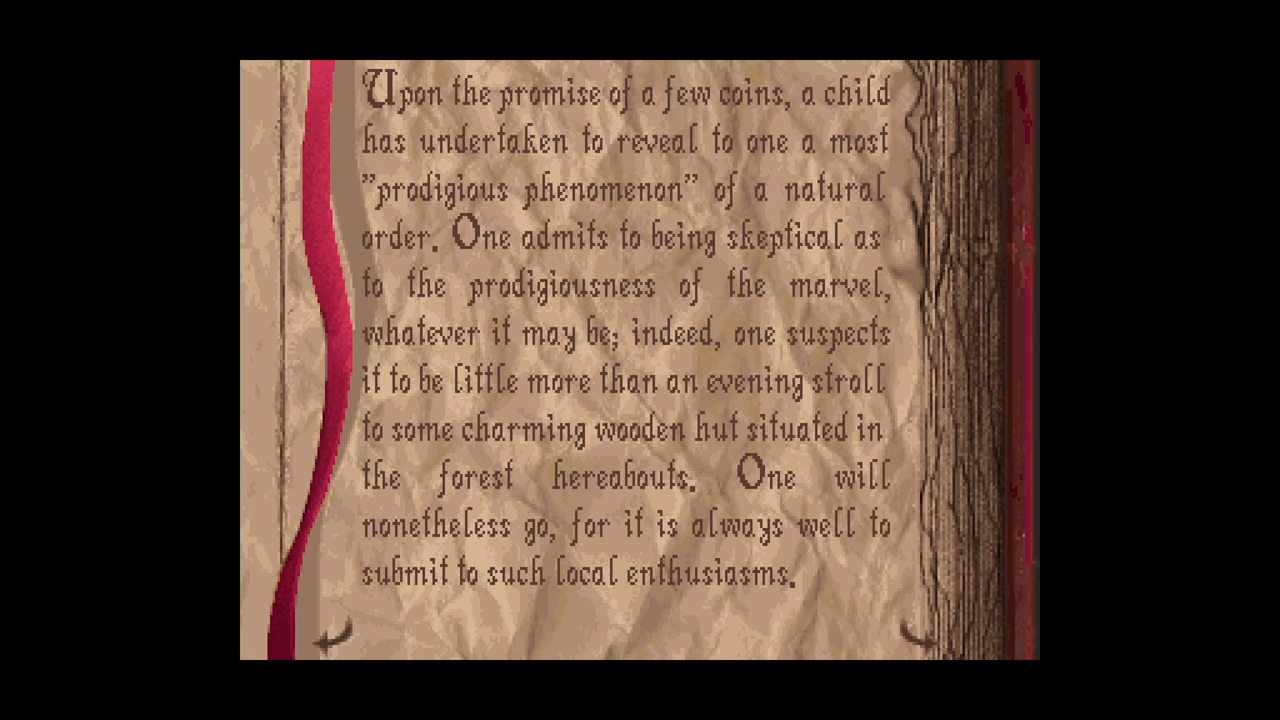 Upon the promise of a few coins, a child
has undertaken to reveal to one a most
"prodigious phenomenon" of a natural
order. One admits to being skeptical as
to the prodigiousness of the marvel,
whatever it may be; indeed, one suspects
it to be little more than an evening stroll
to some charming wooden hut situated in
the forest hereabouts. One will
nonetheless go, for it is always well to
submit to such local enthusiasms.